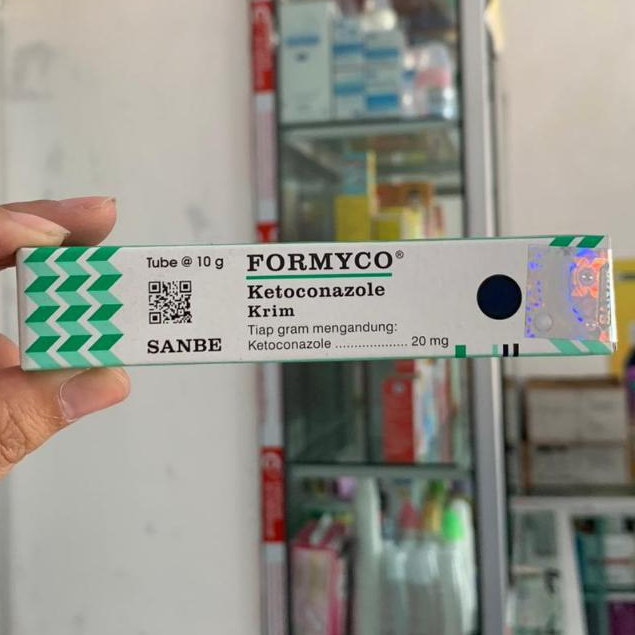 Tube @ 10 g
SANBE
FORMYCO®
Ketoconazole
Krim
Tiap gram mengandung:
Ketoconazole ................... 20 mg